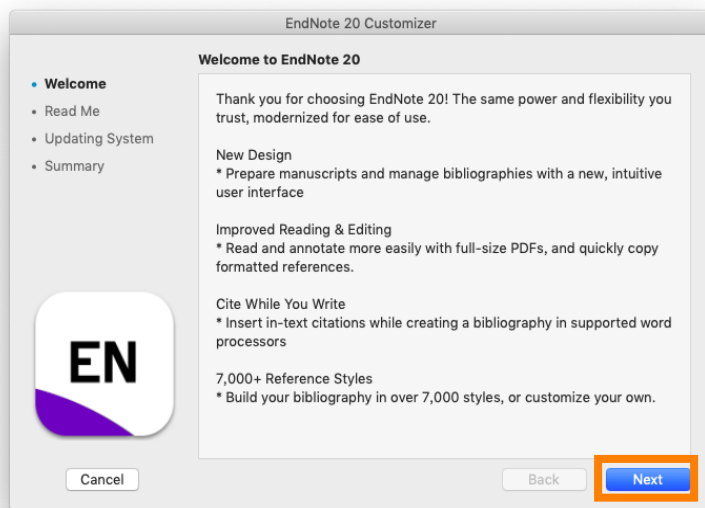 EndNote 20 Customizer
Welcome to EndNote 20
• Welcome
• Read Me
• Updating System
• Summary
Thank you for choosing EndNote 20! The same power and flexibility you
trust, modernized for ease of use.
New Design
* Prepare manuscripts and manage bibliographies with a new, intuitive
user interface
Improved Reading & Editing
* Read and annotate more easily with full-size PDFs, and quickly copy
formatted references.
Cite While You Write
* Insert in-text citations while creating a bibliography in supported word
processors
7,000+ Reference Styles
* Build your bibliography in over 7,000 styles, or customize your own.
EN
Cancel
Back
Next